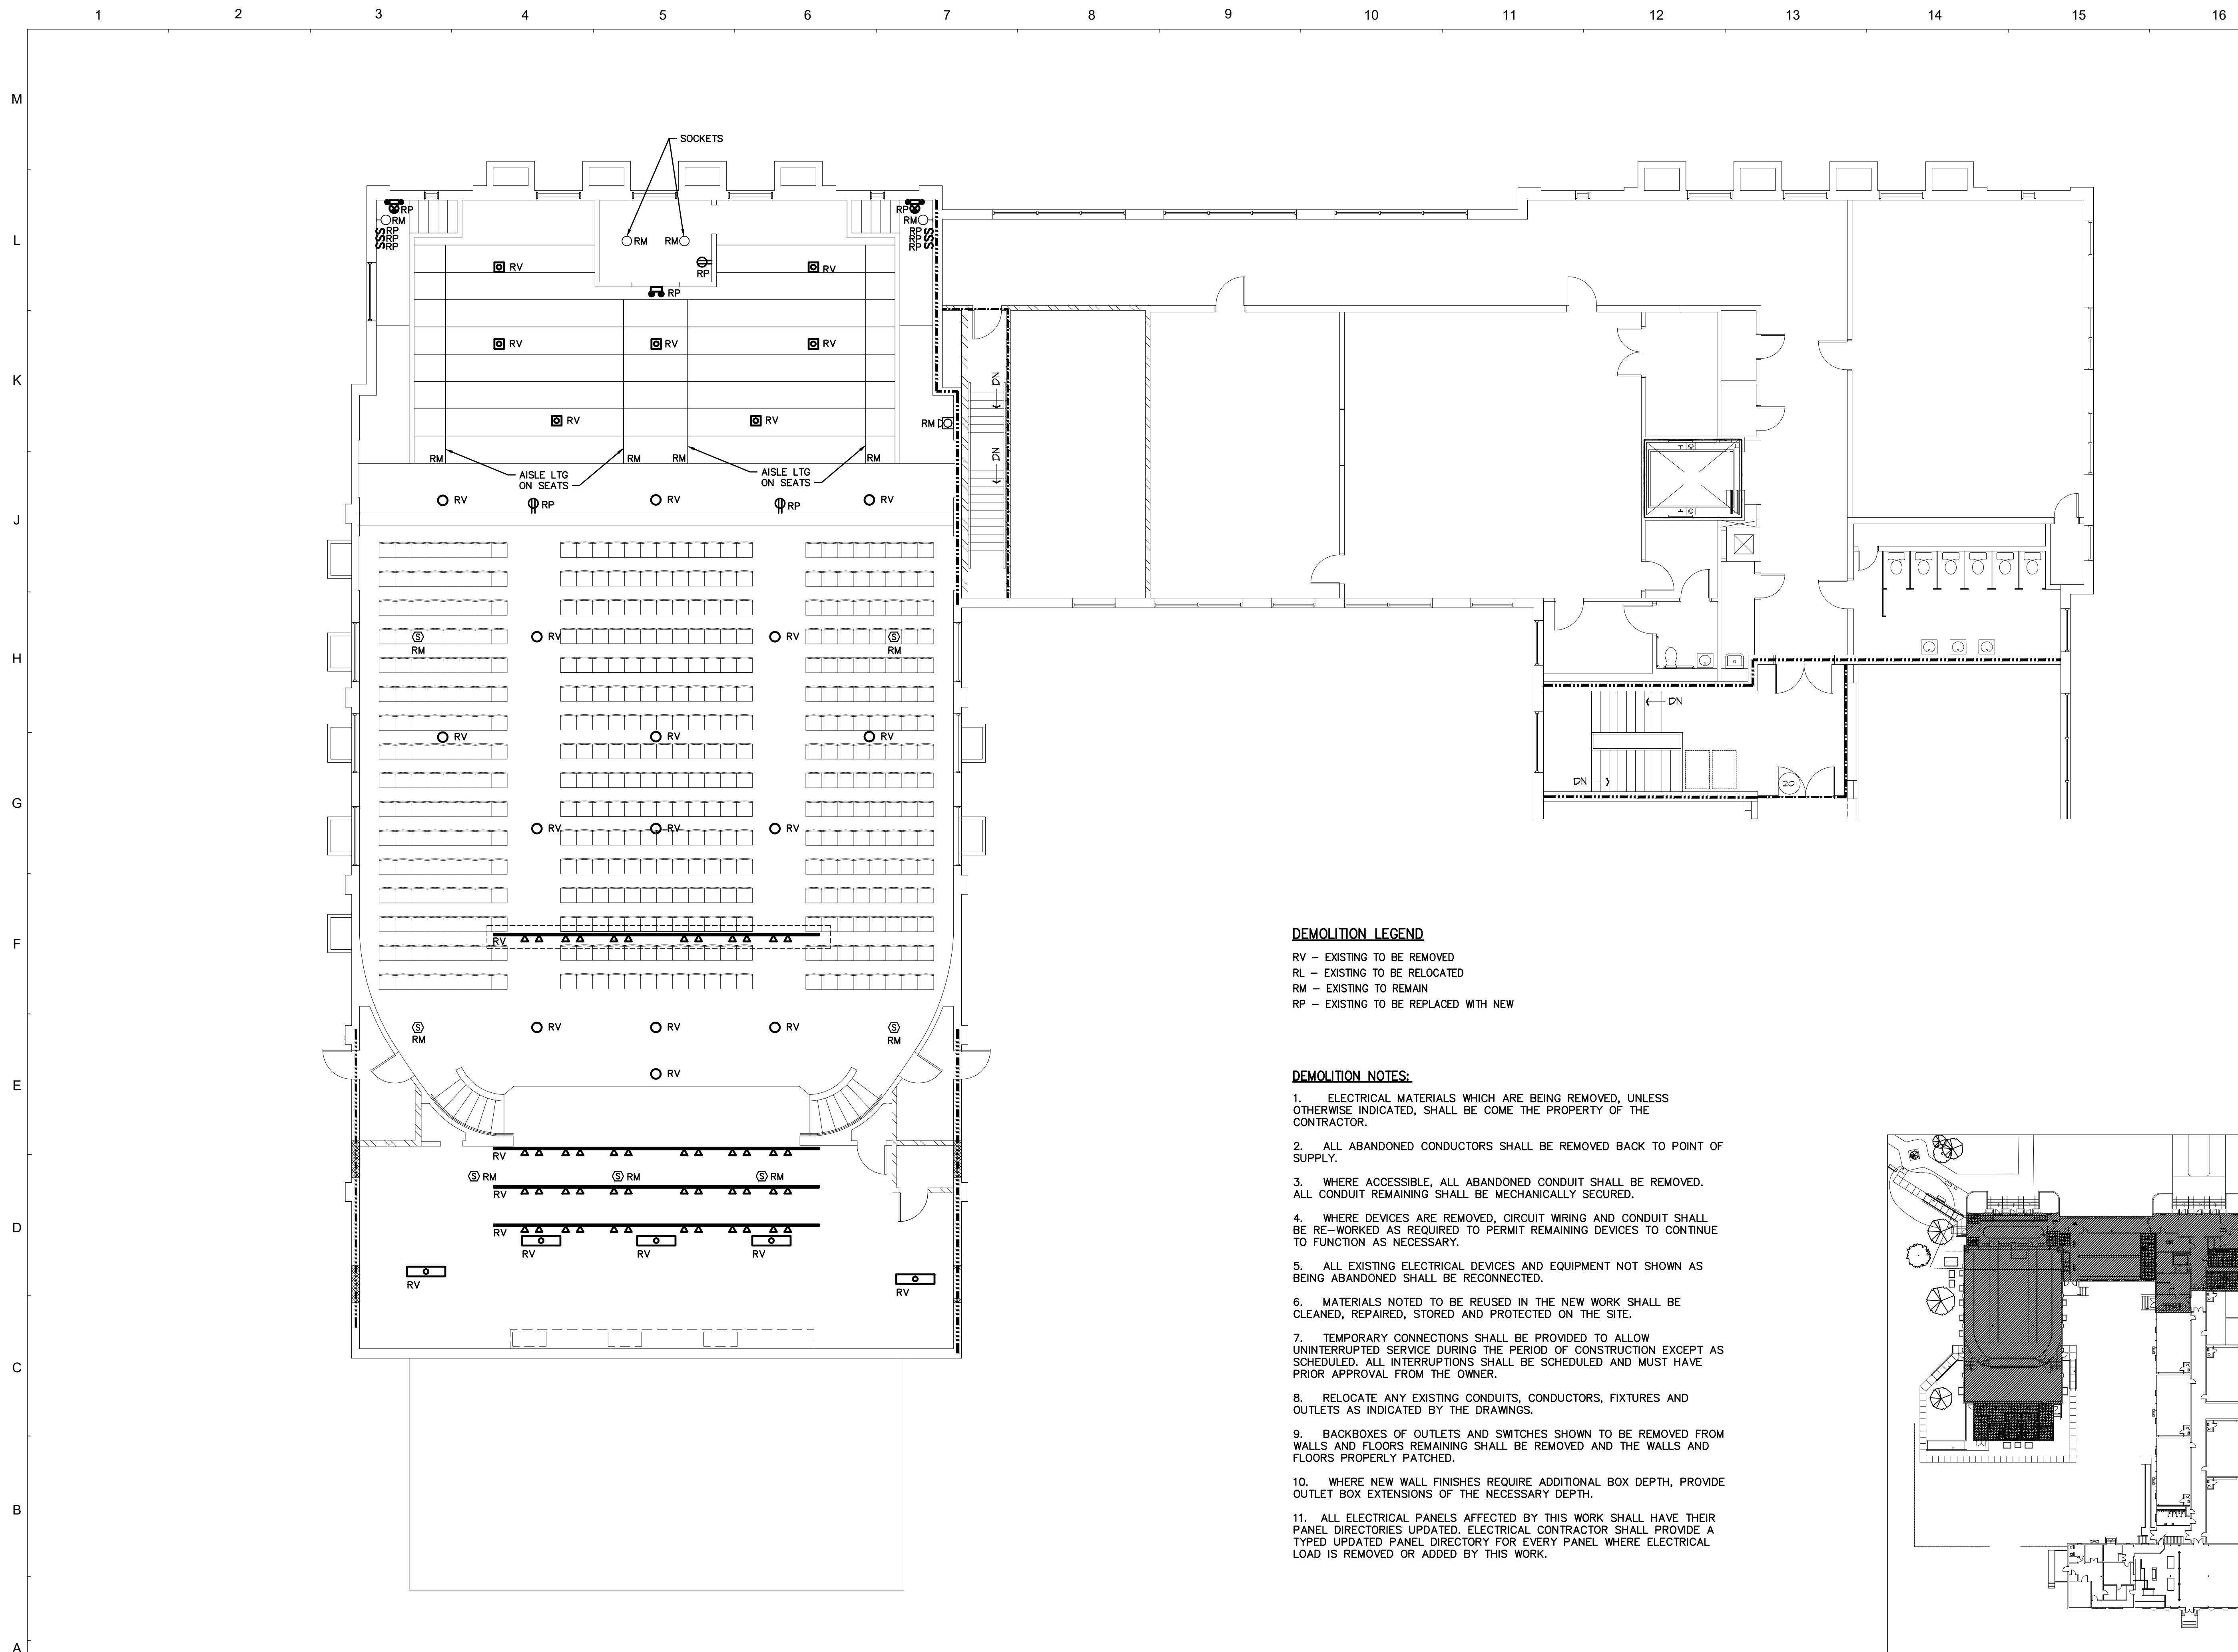 1 2 3 4 5 6 7 8 9 10 11 12 13 14 15 16
M
SOCKETS
RP RP
RM RM
L
RP RP
RP RP
RP RP
RM RM
RV RV
RP
RP
RV RV RV
K
DN
RV RV
RM
DN
RM RM RM RM
AISLE LTG AISLE LTG
ON SEATS ON SEATS
RV RV RV
RP RP
J
RV RV
S S
RM RM
H
DN
RV RV RV
DN
201
G
RV RV RV
F
RV
S S
RM RM
RV RV RV
RV
E
RV
S RM S RM S RM
RV
D
RV
RV RV RV
RV RV
C
B
A
DEMOLITION LEGEND
RV – EXISTING TO BE REMOVED
RL – EXISTING TO BE RELOCATED
RM – EXISTING TO REMAIN
RP – EXISTING TO BE REPLACED WITH NEW
DEMOLITION NOTES:
1. ELECTRICAL MATERIALS WHICH ARE BEING REMOVED, UNLESS
OTHERWISE INDICATED, SHALL BE COME THE PROPERTY OF THE
CONTRACTOR.
2. ALL ABANDONED CONDUCTORS SHALL BE REMOVED BACK TO POINT OF
SUPPLY.
3. WHERE ACCESSIBLE, ALL ABANDONED CONDUIT SHALL BE REMOVED.
ALL CONDUIT REMAINING SHALL BE MECHANICALLY SECURED.
4. WHERE DEVICES ARE REMOVED, CIRCUIT WIRING AND CONDUIT SHALL
BE RE–WORKED AS REQUIRED TO PERMIT REMAINING DEVICES TO CONTINUE
TO FUNCTION AS NECESSARY.
5. ALL EXISTING ELECTRICAL DEVICES AND EQUIPMENT NOT SHOWN AS
BEING ABANDONED SHALL BE RECONNECTED.
6. MATERIALS NOTED TO BE REUSED IN THE NEW WORK SHALL BE
CLEANED, REPAIRED, STORED AND PROTECTED ON THE SITE.
7. TEMPORARY CONNECTIONS SHALL BE PROVIDED TO ALLOW
UNINTERRUPTED SERVICE DURING THE PERIOD OF CONSTRUCTION EXCEPT AS
SCHEDULED. ALL INTERRUPTIONS SHALL BE SCHEDULED AND MUST HAVE
PRIOR APPROVAL FROM THE OWNER.
8. RELOCATE ANY EXISTING CONDUITS, CONDUCTORS, FIXTURES AND
OUTLETS AS INDICATED BY THE DRAWINGS.
9. BACKBOXES OF OUTLETS AND SWITCHES SHOWN TO BE REMOVED FROM
WALLS AND FLOORS REMAINING SHALL BE REMOVED AND THE WALLS AND
FLOORS PROPERLY PATCHED.
10. WHERE NEW WALL FINISHES REQUIRE ADDITIONAL BOX DEPTH, PROVIDE
OUTLET BOX EXTENSIONS OF THE NECESSARY DEPTH.
11. ALL ELECTRICAL PANELS AFFECTED BY THIS WORK SHALL HAVE THEIR
PANEL DIRECTORIES UPDATED. ELECTRICAL CONTRACTOR SHALL PROVIDE A
TYPED UPDATED PANEL DIRECTORY FOR EVERY PANEL WHERE ELECTRICAL
LOAD IS REMOVED OR ADDED BY THIS WORK.